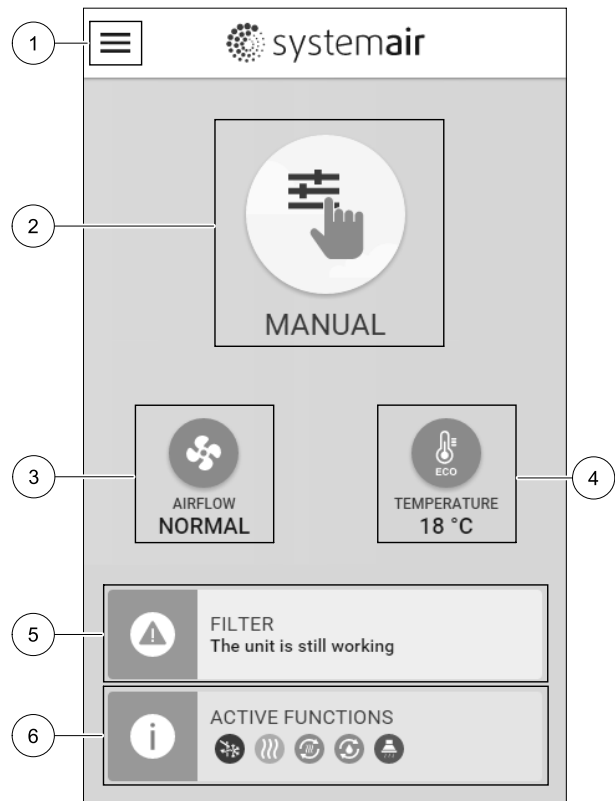 1
systemair
2
MANUAL
3
AIRFLOW
NORMAL
ECO
TEMPERATURE
18 °C
4
5
FILTER
The unit is still working
6
i
ACTIVE FUNCTIONS